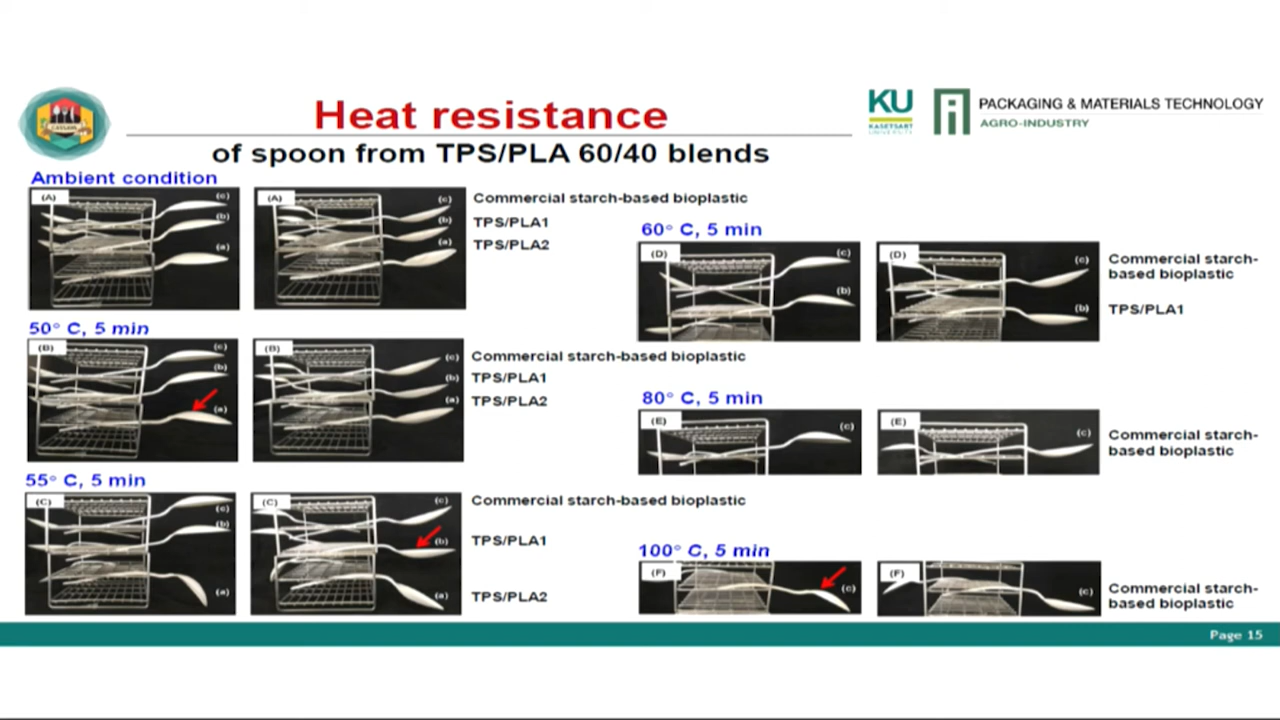 Heat resistance
of spoon from TPS/PLA 60/40 blends
KU
KASETSART
UNIVERSITY
PACKAGING & MATERIALS TECHNOLOGY
AGRO-INDUSTRY
Ambient condition
(A)
(c)
(b)
(a)
(A)
(c)
(b)
(a)
Commercial starch-based bioplastic
TPS/PLA1
TPS/PLA2
50° C, 5 min
(B)
(c)
(b)
(a)
(B)
(c)
(b)
(a)
Commercial starch-based bioplastic
TPS/PLA1
TPS/PLA2
55° C, 5 min
(C)
(c)
(b)
(a)
(C)
(c)
(b)
(a)
Commercial starch-based bioplastic
TPS/PLA1
TPS/PLA2
60° C, 5 min
(D)
(c)
(b)
(D)
(c)
(b)
Commercial starch-
based bioplastic
TPS/PLA1
80° C, 5 min
(E)
(c)
(E)
(c)
Commercial starch-
based bioplastic
100° C, 5 min
(F)
(c)
(F)
(c)
Commercial starch-
based bioplastic
Page 15